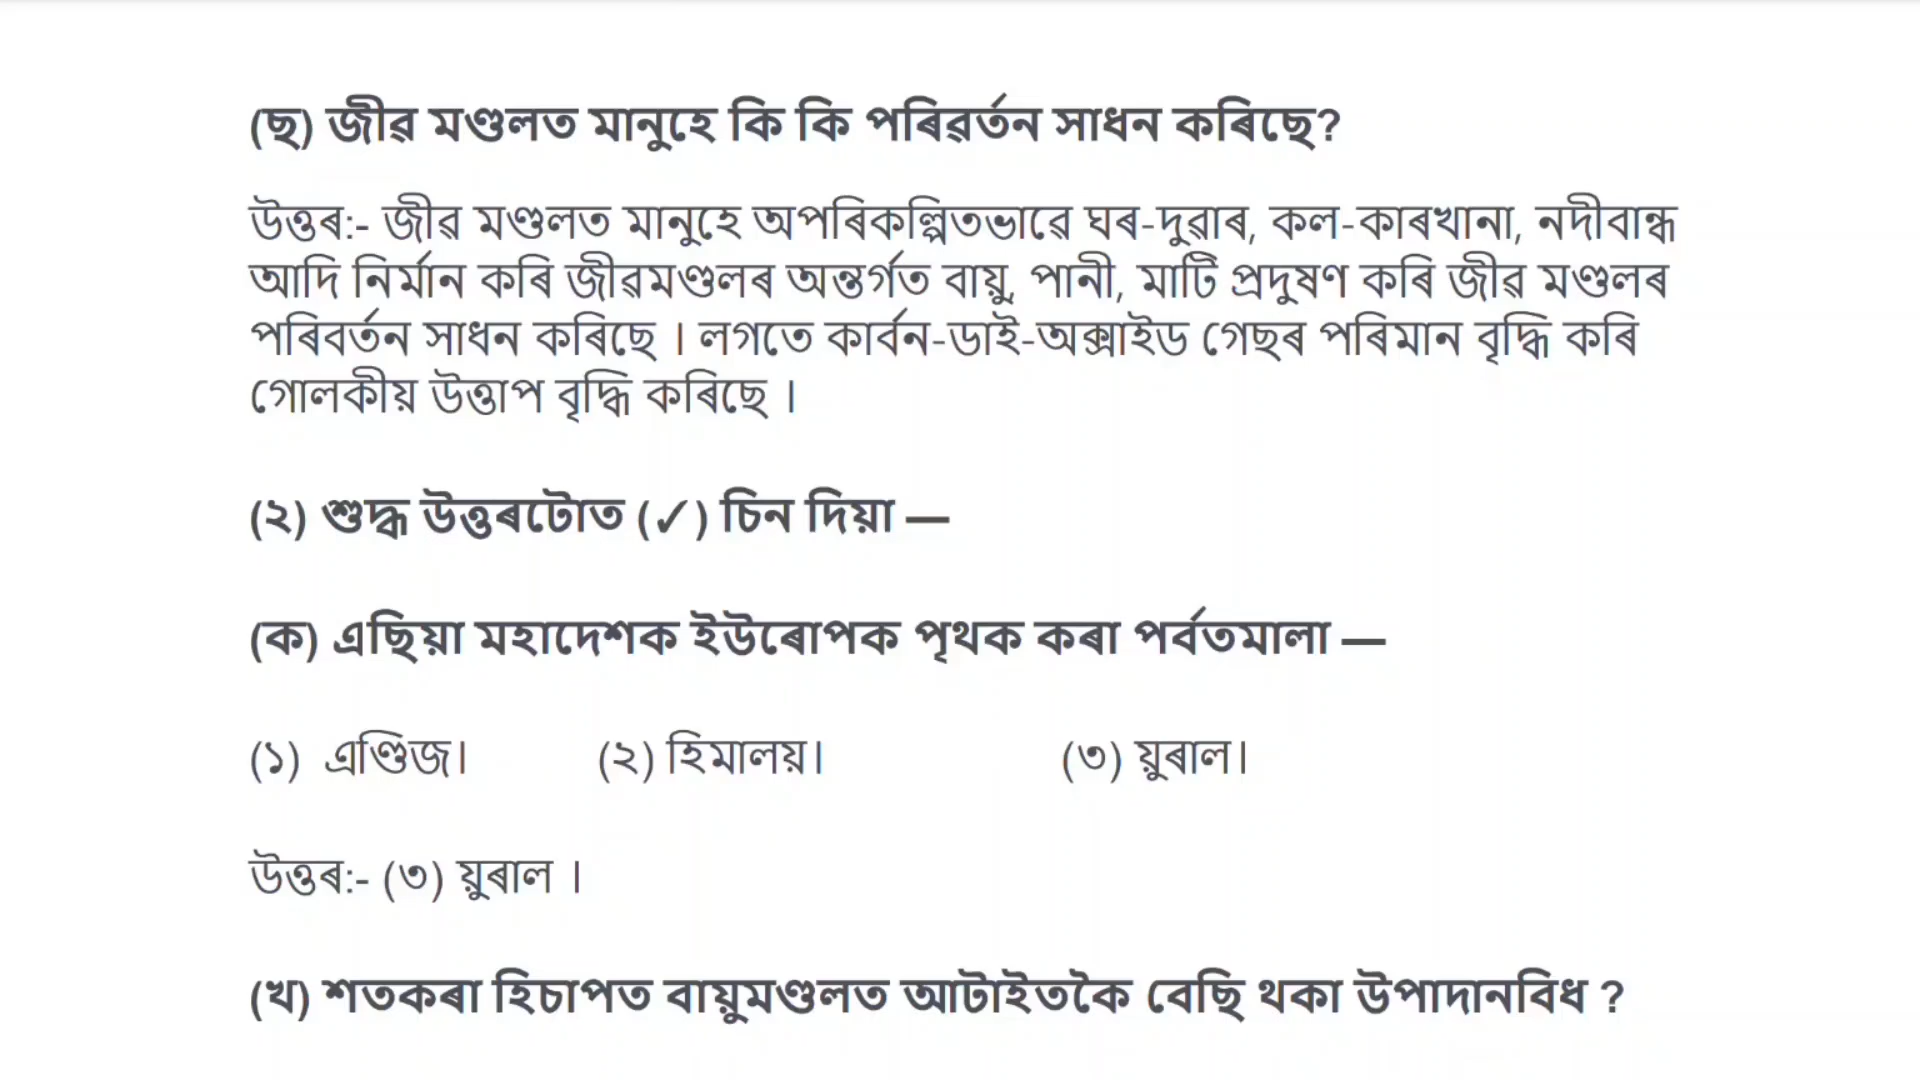 (ছ) জীৱ মণ্ডলত মানুহে কি কি পৰিৱৰ্তন সাধন কৰিছে?
উত্তৰ:- জীৱ মণ্ডলত মানুহে অপৰিকল্পিতভাৱে ঘৰ-দুৱাৰ, কল-কাৰখানা, নদীবান্ধ
আদি নিৰ্মান কৰি জীৱমণ্ডলৰ অন্তৰ্গত বায়ু, পানী, মাটি প্ৰদুষণ কৰি জীৱ মণ্ডলৰ
পৰিবৰ্তন সাধন কৰিছে । লগতে কাৰ্বন-ডাই-অক্সাইড গেছৰ পৰিমান বৃদ্ধি কৰি
গোলকীয় উত্তাপ বৃদ্ধি কৰিছে ।
(২) শুদ্ধ উত্তৰটোত (✓) চিন দিয়া —
(ক) এছিয়া মহাদেশক ইউৰোপক পৃথক কৰা পৰ্বতমালা —
(১) এণ্ডিজ। (২) হিমালয়। (৩) য়ুৰাল।
উত্তৰ:- (৩) য়ুৰাল ।
(খ) শতকৰা হিচাপত বায়ুমণ্ডলত আটাইতকৈ বেছি থকা উপাদানবিধ ?